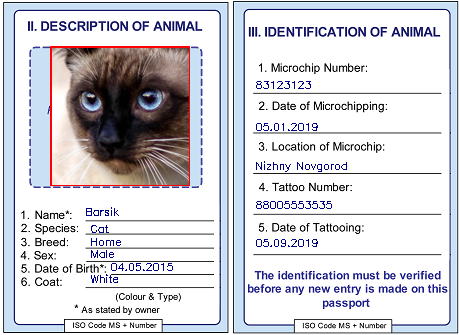 II. DESCRIPTION OF ANIMAL
1. Name*: Barsik
2. Species: Cat
3. Breed: Home
4. Sex: Male
5. Date of Birth*: 04.05.2015
6. Coat: White
(Colour & Type)
* As stated by owner
ISO Code MS + Number
III. IDENTIFICATION OF ANIMAL
1. Microchip Number:
83123123
2. Date of Microchipping:
05.01.2019
3. Location of Microchip:
Nizhny Novgorod
4. Tattoo Number:
88005553535
5. Date of Tattooing:
05.09.2019
The identification must be verified
before any new entry is made on this
passport
ISO Code MS + Number